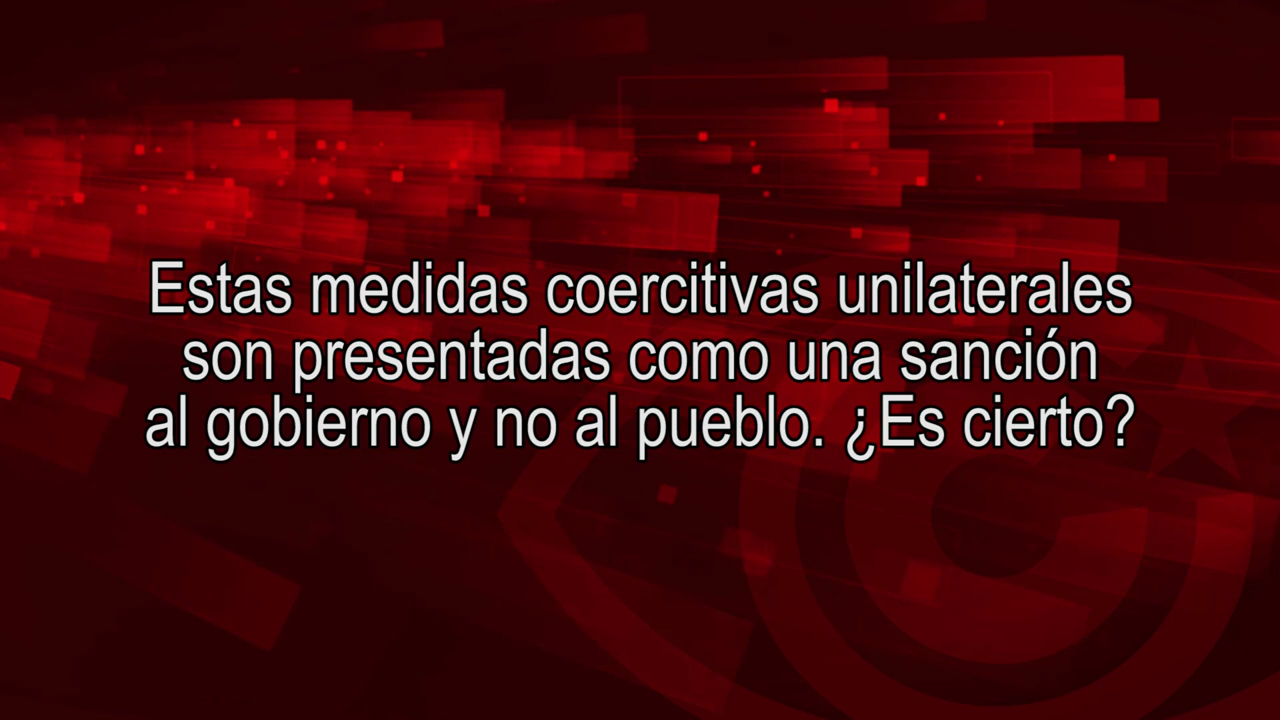 Estas medidas coercitivas unilaterales
son presentadas como una sanción
al gobierno y no al pueblo. ¿Es cierto?